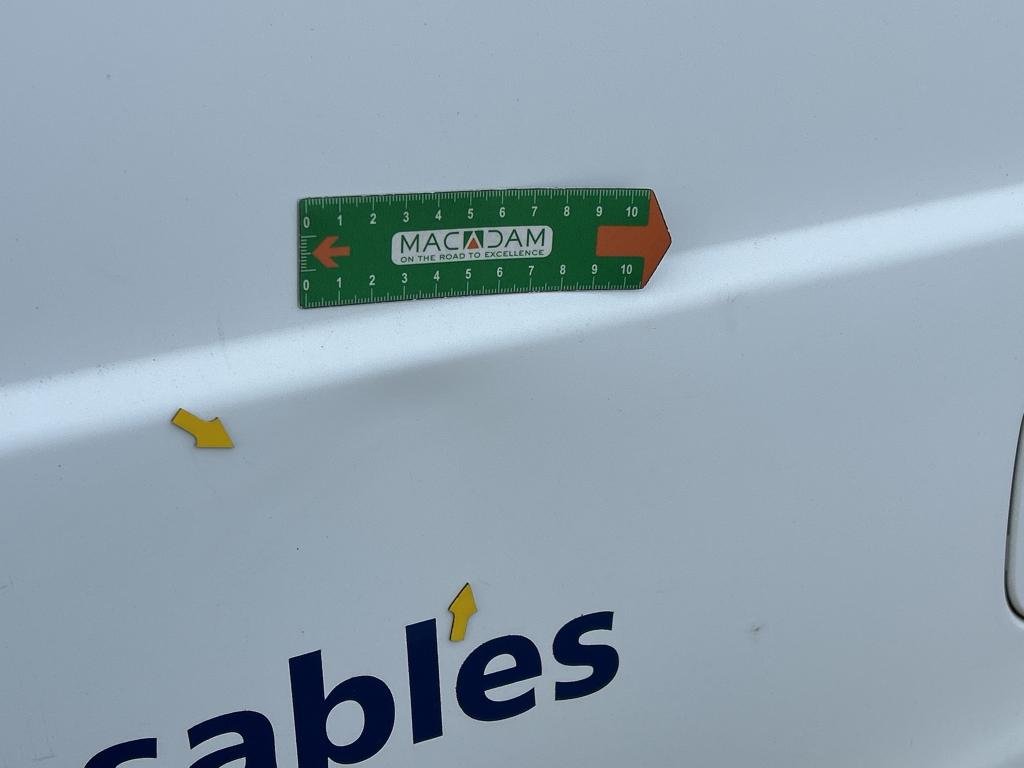 0 1 2 3 4 5 6 7 8 9 10
MACADAM
ON THE ROAD TO EXCELLENCE
0 1 2 3 4 5 6 7 8 9 10
sables